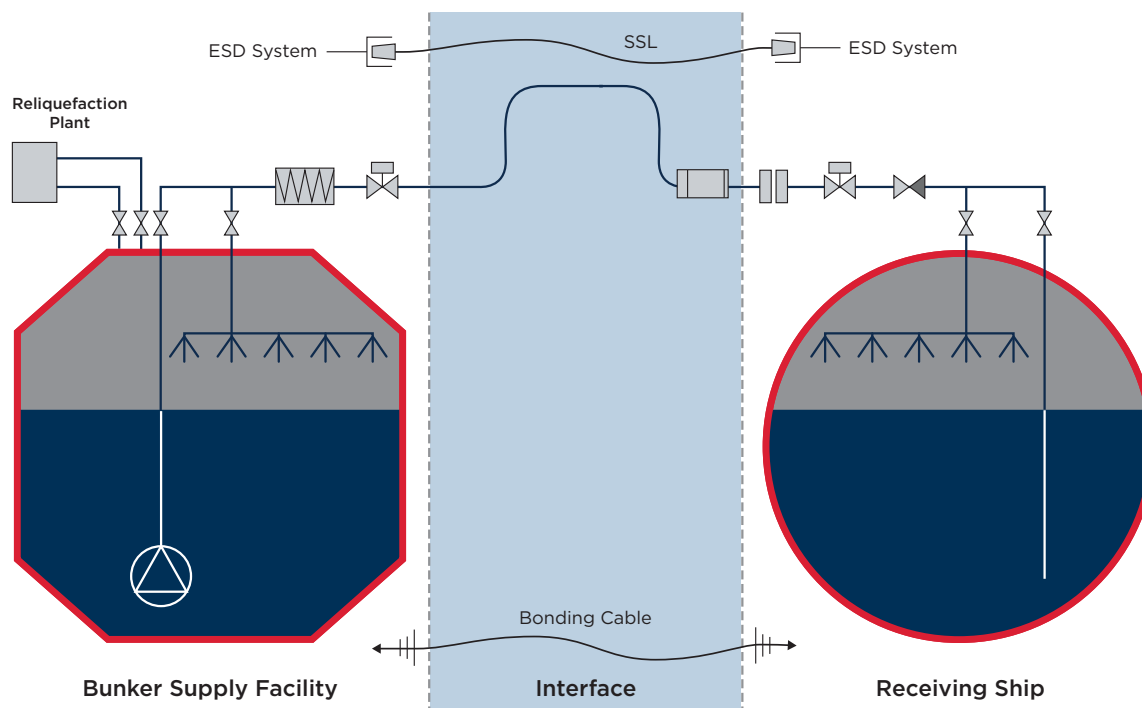 SSL
ESD System
ESD System
Reliquefaction
Plant
Bonding Cable
Bunker Supply Facility
Interface
Receiving Ship